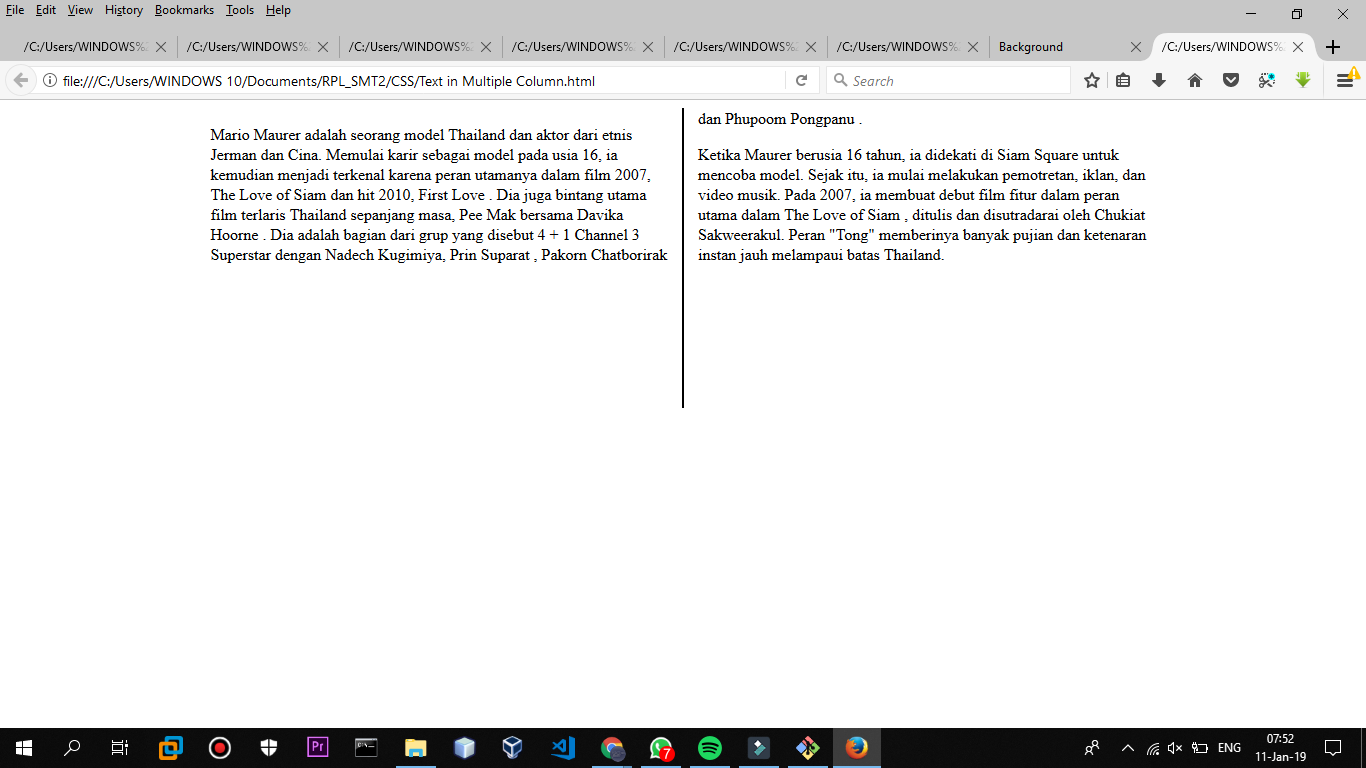 File Edit View History Bookmarks Tools Help
/C:/Users/WINDOWS% /C:/Users/WINDOWS% /C:/Users/WINDOWS% /C:/Users/WINDOWS% /C:/Users/WINDOWS% /C:/Users/WINDOWS% Background /C:/Users/WINDOWS%
file:///C:/Users/WINDOWS 10/Documents/RPL_SMT2/CSS/Text in Multiple Column.html Search
Mario Maurer adalah seorang model Thailand dan aktor dari etnis
Jerman dan Cina. Memulai karir sebagai model pada usia 16, ia
kemudian menjadi terkenal karena peran utamanya dalam film 2007,
The Love of Siam dan hit 2010, First Love . Dia juga bintang utama
film terlaris Thailand sepanjang masa, Pee Mak bersama Davika
Hoorne . Dia adalah bagian dari grup yang disebut 4 + 1 Channel 3
Superstar dengan Nadech Kugimiya, Prin Suparat , Pakorn Chatborirak
dan Phupoom Pongpanu .
Ketika Maurer berusia 16 tahun, ia didekati di Siam Square untuk
mencoba model. Sejak itu, ia mulai melakukan pemotretan, iklan, dan
video musik. Pada 2007, ia membuat debut film fitur dalam peran
utama dalam The Love of Siam , ditulis dan disutradarai oleh Chukiat
Sakweerakul. Peran "Tong" memberinya banyak pujian dan ketenaran
instan jauh melampaui batas Thailand.
Pr 7 ENG 07:52
11-Jan-19